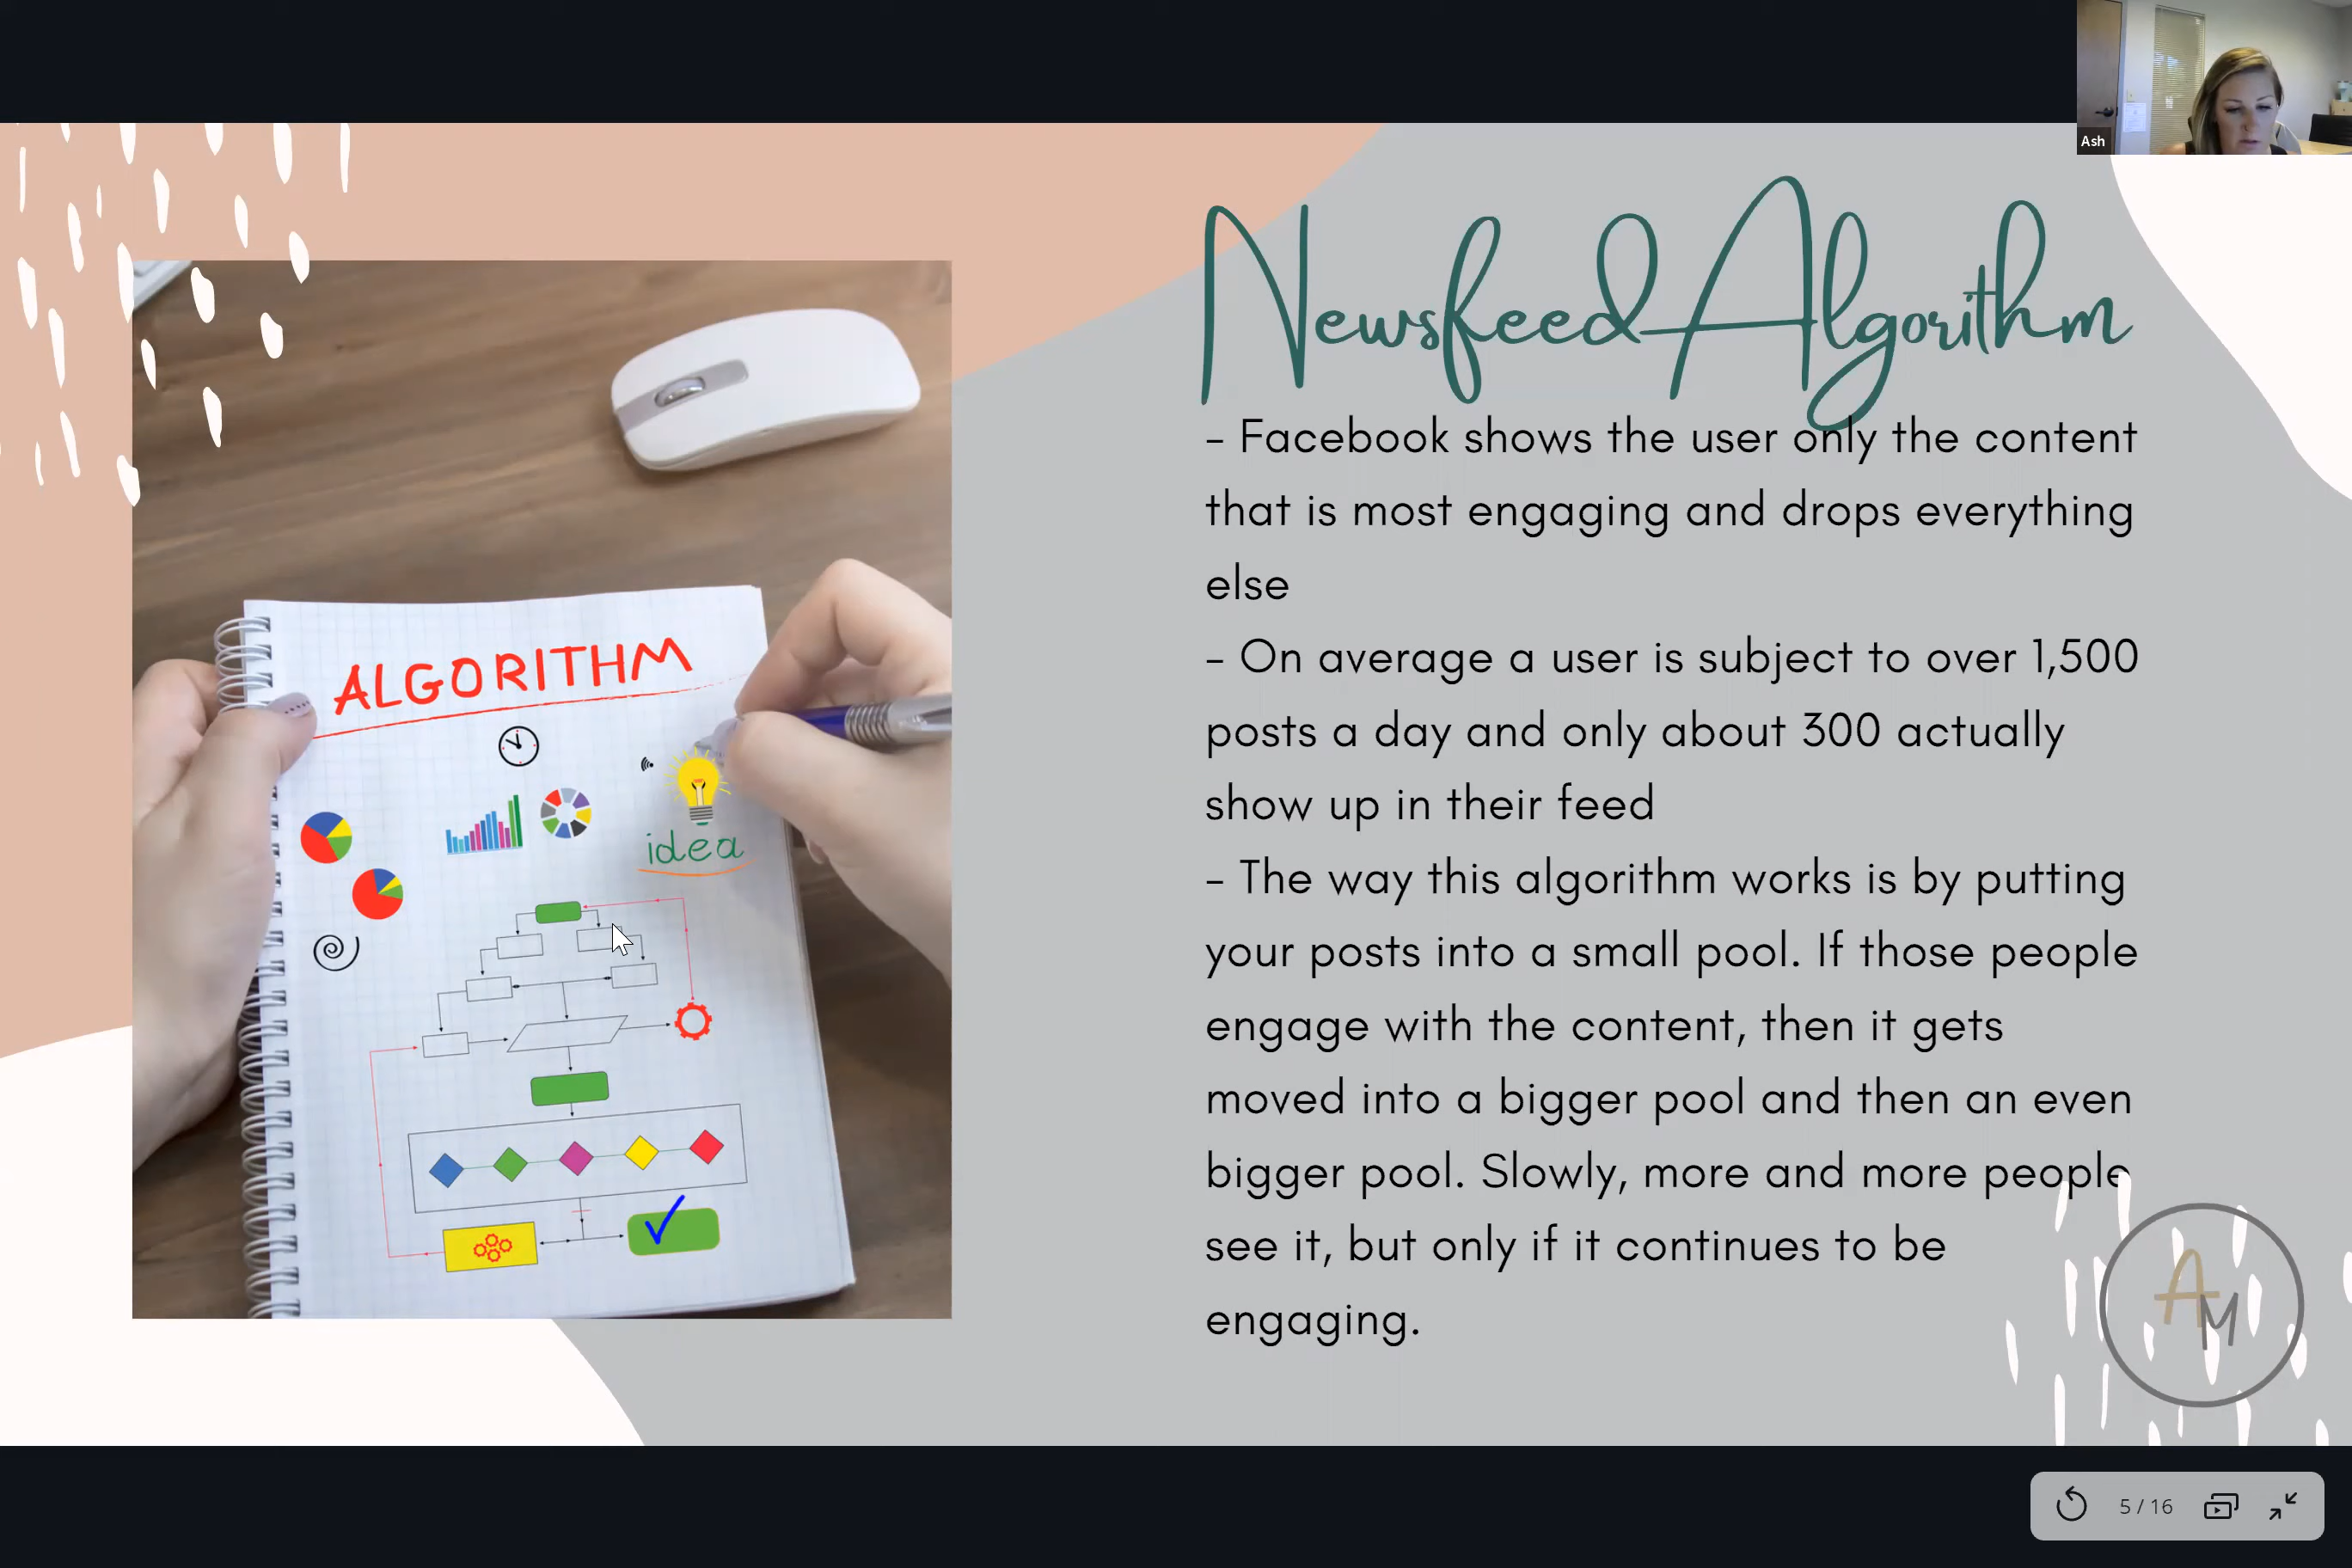 Ash
Newsfeed Algorithm
- Facebook shows the user only the content
that is most engaging and drops everything
else
- On average a user is subject to over 1,500
posts a day and only about 300 actually
show up in their feed
- The way this algorithm works is by putting
your posts into a small pool. If those people
engage with the content, then it gets
moved into a bigger pool and then an even
bigger pool. Slowly, more and more people
see it, but only if it continues to be
engaging.
ALGORITHM
idea
AM
5 / 16